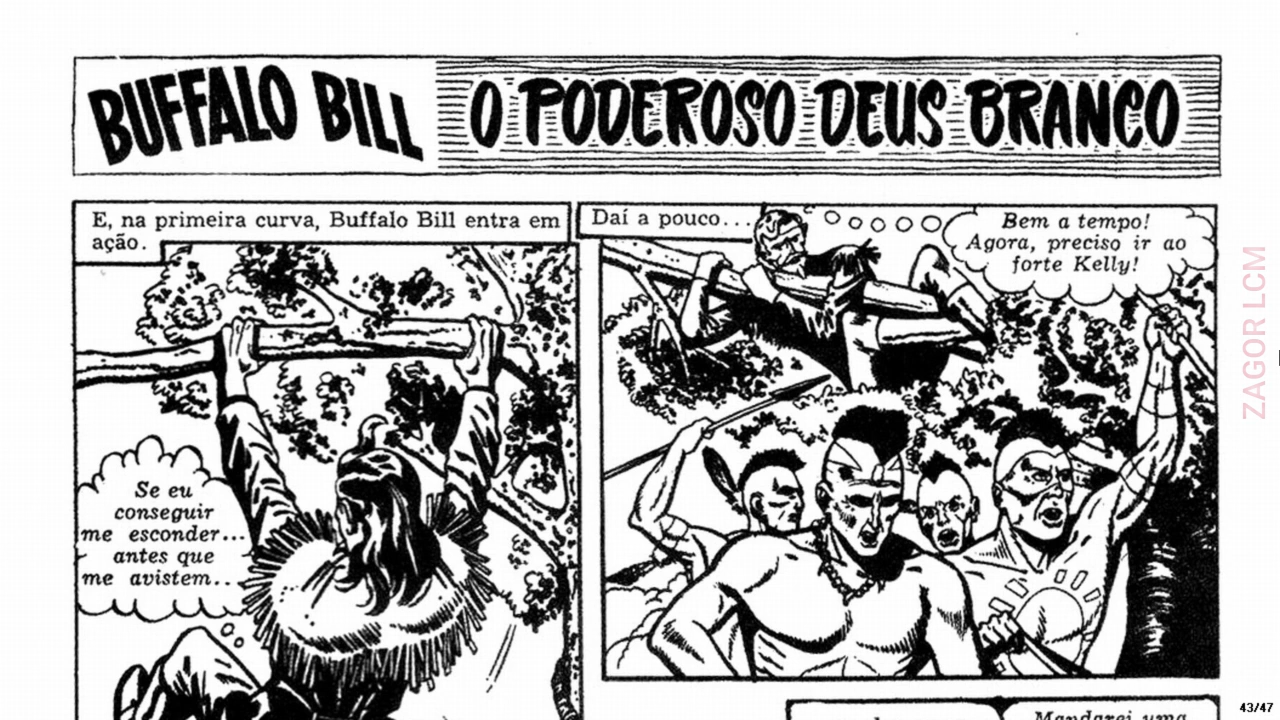 BUFFALO BILL
O PODEROSO DEUS BRANCO
E, na primeira curva, Buffalo Bill entra em
ação.
Se eu
conseguir
me esconder...
antes que
me avistem...
Daí a pouco...
Bem a tempo!
Agora, preciso ir ao
forte Kelly!
Mandarei uma
ZAGOR LCM
43/47